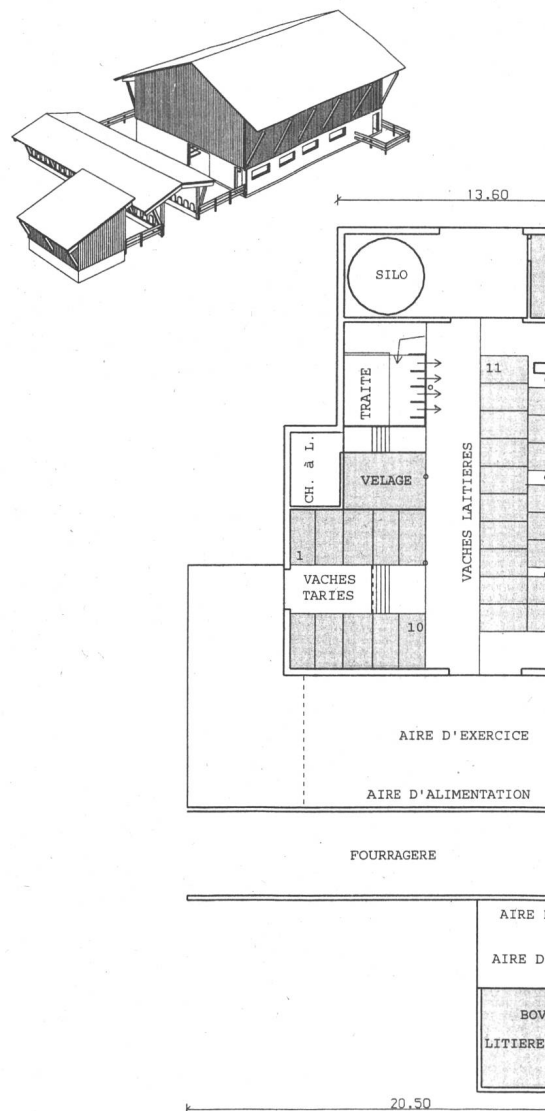 13.60
SILO
TRAITE
11
CH. à L.
VELAGE
VACHES LAITIERES
1
VACHES
TARIES
10
AIRE D'EXERCICE
AIRE D'ALIMENTATION
FOURRAGERE
AIRE
AIRE D
BOV
LITIERE
20.50